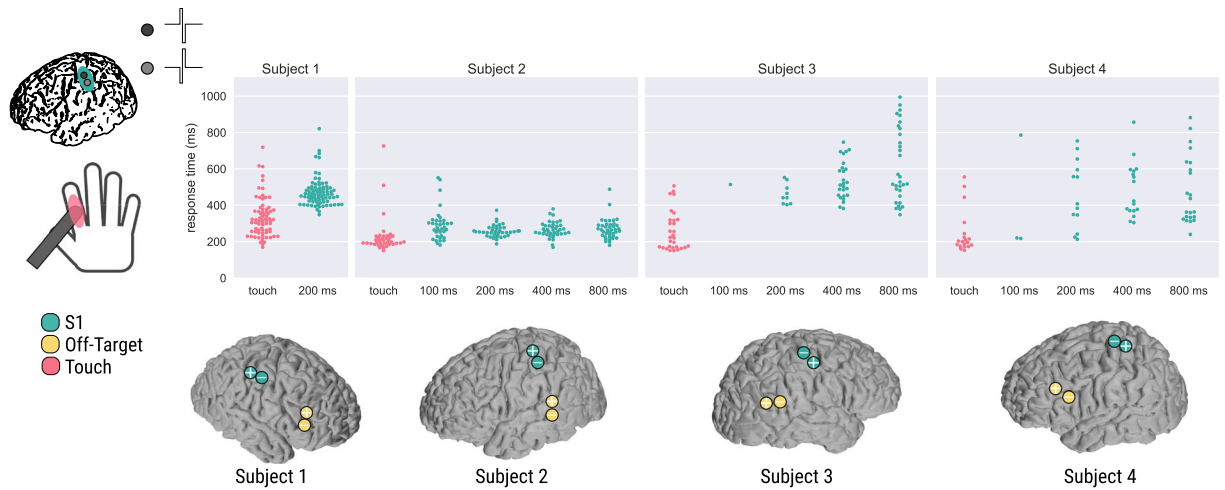 Subject 1
Subject 2
Subject 3
Subject 4
response time (ms)
1000
800
600
400
200
0
touch
200 ms
touch
100 ms
200 ms
400 ms
800 ms
touch
100 ms
200 ms
400 ms
800 ms
touch
100 ms
200 ms
400 ms
800 ms
S1
Off-Target
Touch
+
−
+
−
+
−
+
−
−
+
+
+
−
+
+
−
Subject 1
Subject 2
Subject 3
Subject 4